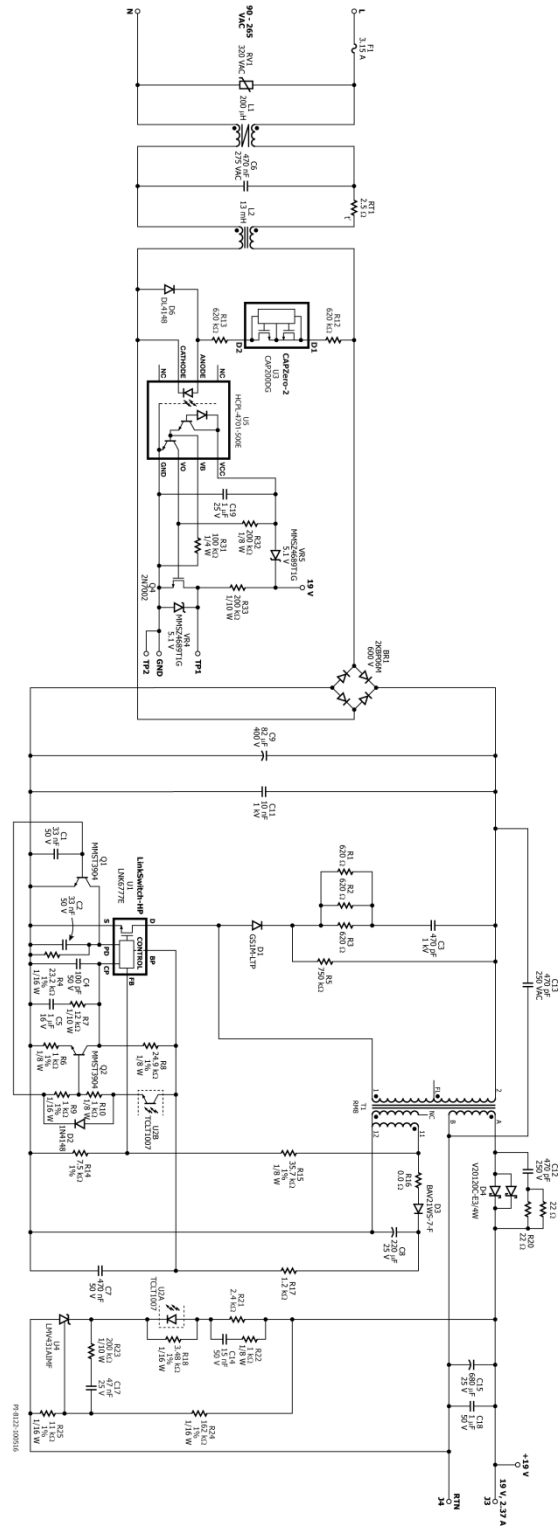 L
F1
3.15 A
90 - 265
VAC
N
RV1
320 VAC
L1
200 µH
C6
470 nF
275 VAC
RT1
2.5 Ω
t°
L2
13 mH
R12
620 kΩ
D1
CAPZero-2
U3
CAP200DG
D2
R13
620 kΩ
D6
DL4148
NC
ANODE
CATHODE
NC
U5
HCPL-4701-500E
VCC
VB
VO
GND
C19
1 µF
25 V
VR5
MMSZ4689T1G
5.1 V
R32
200 kΩ
1/8 W
R31
100 kΩ
1/4 W
19 V
R33
200 kΩ
1/10 W
Q4
2N7002
VR4
MMSZ4689T1G
5.1 V
TP1
GND
TP2
BR1
2KBP06M
600 V
C9
82 µF
400 V
C11
10 nF
1 kV
C13
470 pF
250 VAC
C3
470 pF
1 kV
R1
620 Ω
R2
620 Ω
R3
620 Ω
R5
750 kΩ
D1
GS1M-LTP
C1
33 nF
50 V
Q1
MMST3904
LinkSwitch-HP
U1
LNK6777E
D
S
CONTROL
BP
FB
PD
CP
C2
33 nF
50 V
C4
100 pF
50 V
R4
23.2 kΩ
1%
1/16 W
R7
12 kΩ
1/10 W
C5
1 µF
16 V
R6
1 kΩ
1%
1/8 W
Q2
MMST3904
R8
24.9 kΩ
1%
1/8 W
R9
1 kΩ
1%
1/16 W
R10
1 kΩ
1/8 W
D2
1N4148
U2B
TCLT1007
R14
7.5 kΩ
1%
R15
35.7 kΩ
1%
1/8 W
2
FL
1
T1
RM8
A
B
NC
11
12
R16
0.0 Ω
D3
BAV21WS-7-F
C8
220 µF
25 V
R17
1.2 kΩ
C7
470 nF
50 V
C12
470 pF
250 V
D4
V20120C-E3/4W
22 Ω
R20
22 Ω
R21
2.4 kΩ
R22
1 kΩ
1/8 W
C14
15 nF
50 V
U2A
TCLT1007
R18
3.48 kΩ
1%
1/16 W
R23
200 kΩ
1/10 W
C17
47 nF
25 V
U4
LMV431AIMF
R24
162 kΩ
1%
1/16 W
R25
11 kΩ
1%
1/16 W
C15
680 µF
25 V
C18
1 µF
50 V
+19 V
19 V, 2.37 A
J3
RTN
J4
PI-8122-100516